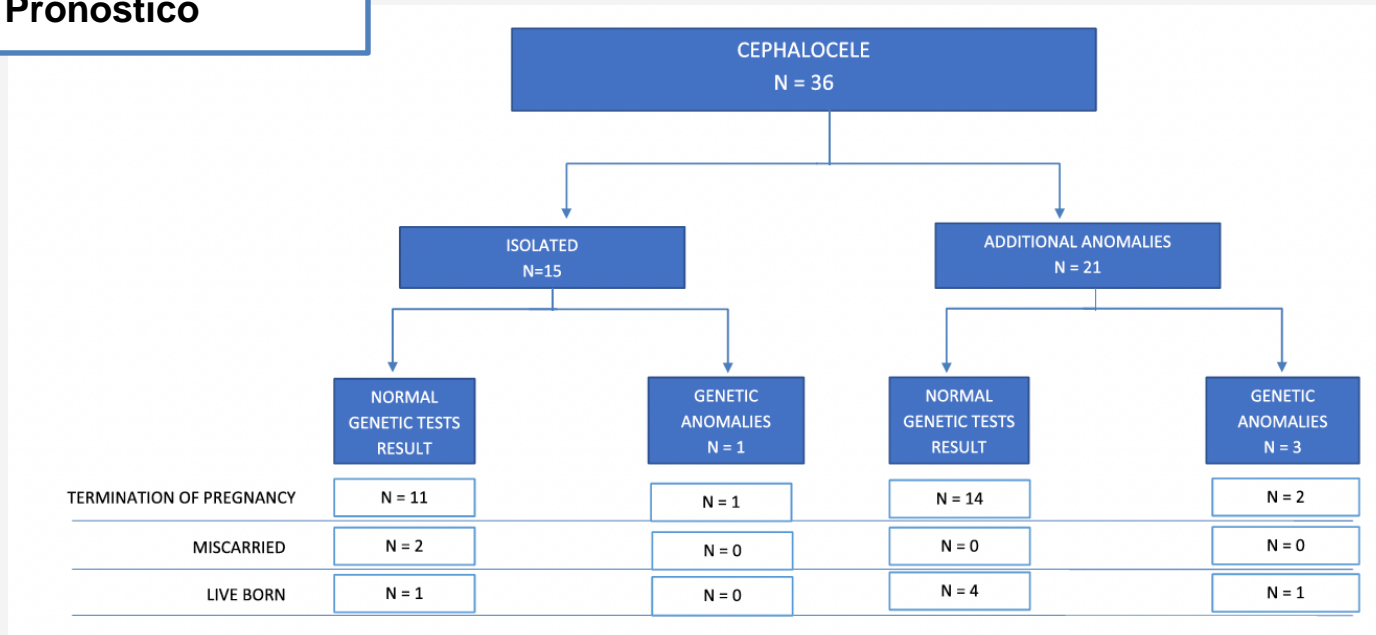 Pronóstico
CEPHALOCELE
N = 36
ISOLATED
N=15
ADDITIONAL ANOMALIES
N = 21
NORMAL
GENETIC TESTS
RESULT
GENETIC
ANOMALIES
N = 1
NORMAL
GENETIC TESTS
RESULT
GENETIC
ANOMALIES
N = 3
TERMINATION OF PREGNANCY N = 11 N = 1 N = 14 N = 2
MISCARRIED N = 2 N = 0 N = 0 N = 0
LIVE BORN N = 1 N = 0 N = 4 N = 1